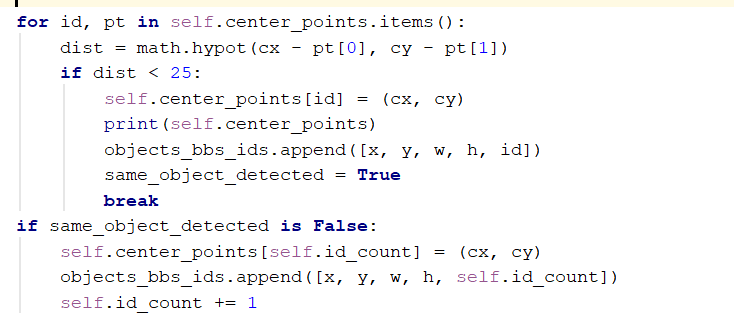 for id, pt in self.center_points.items():
    dist = math.hypot(cx - pt[0], cy - pt[1])
    if dist < 25:
        self.center_points[id] = (cx, cy)
        print(self.center_points)
        objects_bbs_ids.append([x, y, w, h, id])
        same_object_detected = True
        break
if same_object_detected is False:
    self.center_points[self.id_count] = (cx, cy)
    objects_bbs_ids.append([x, y, w, h, self.id_count])
    self.id_count += 1